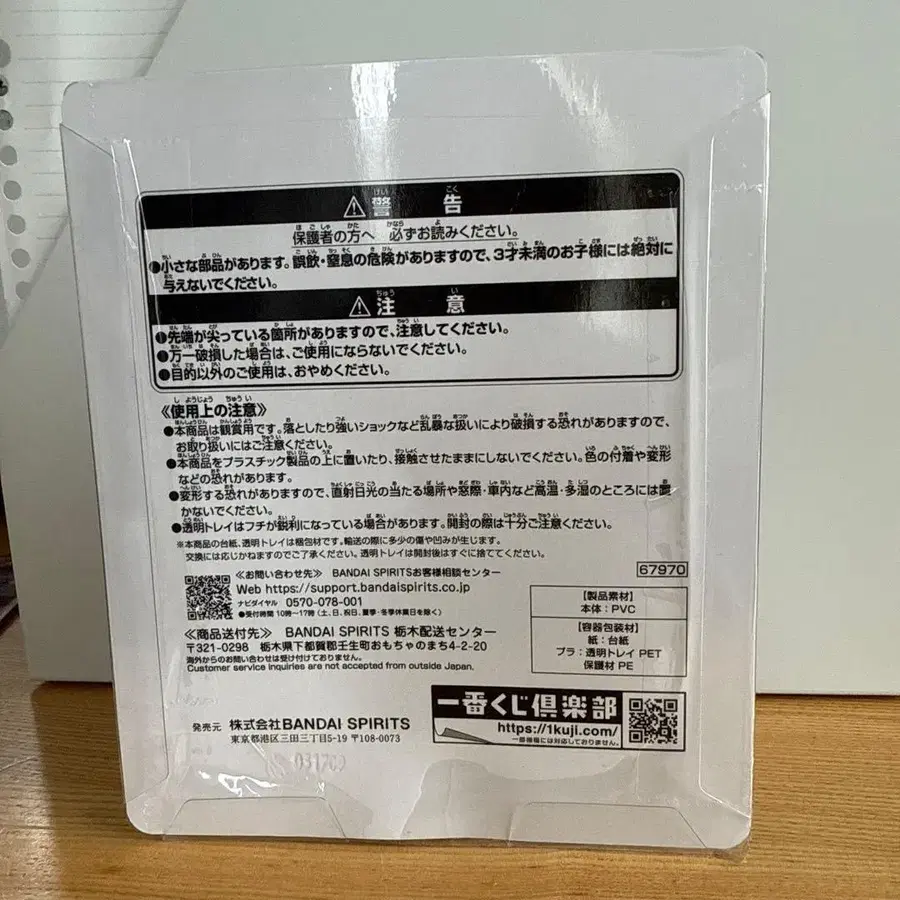 ⚠警告
保護者の方へ 必ずお読みください。
●小さな部品があります。誤飲・窒息の危険がありますので、3才未満のお子様には絶対に
与えないでください。
⚠注意
●先端が尖っている箇所がありますので、注意してください。
●万一破損した場合は、ご使用にならないでください。
●目的以外のご使用は、おやめください。
《使用上の注意》
●本商品は観賞用です。落としたり強いショックなど乱暴な扱いにより破損する恐れがありますので、
お取り扱いにはご注意ください。
●本商品をプラスチック製品の上に置いたり、接触させたままにしないでください。色の付着や変形
などの恐れがあります。
●変形する恐れがありますので、直射日光の当たる場所や窓際・車内など高温・多湿のところには置
かないでください。
●透明トレイはフチが鋭利になっている場合があります。開封の際は十分ご注意ください。
※本商品の台紙、透明トレイは梱包材です。輸送の際に多少の傷や凹みが生じます。
交換には応じかねますのでご了承ください。透明トレイは開封後はすぐに捨ててください。
67970
≪お問い合わせ先≫ BANDAI SPIRITSお客様相談センター
Web https://support.bandaispirits.co.jp
ナビダイヤル 0570-078-001
●受付時間 10時〜17時(土、日、祝日、夏季・冬季休業日を除く)
≪商品送付先≫ BANDAI SPIRITS 栃木配送センター
〒321-0298 栃木県下都賀郡壬生町おもちゃのまち4-2-20
海外からのお問い合わせは受け付けておりません。
Customer service inquiries are not accepted from outside Japan.
【製品素材】
本体:PVC
【容器包装材】
紙:台紙
プラ:透明トレイ PET
保護材 PE
一番くじ倶楽部
https://1kuji.com/
一部機種には対応しておりません。
発売元 株式会社BANDAI SPIRITS
東京都港区三田三丁目5-19 〒108-0073